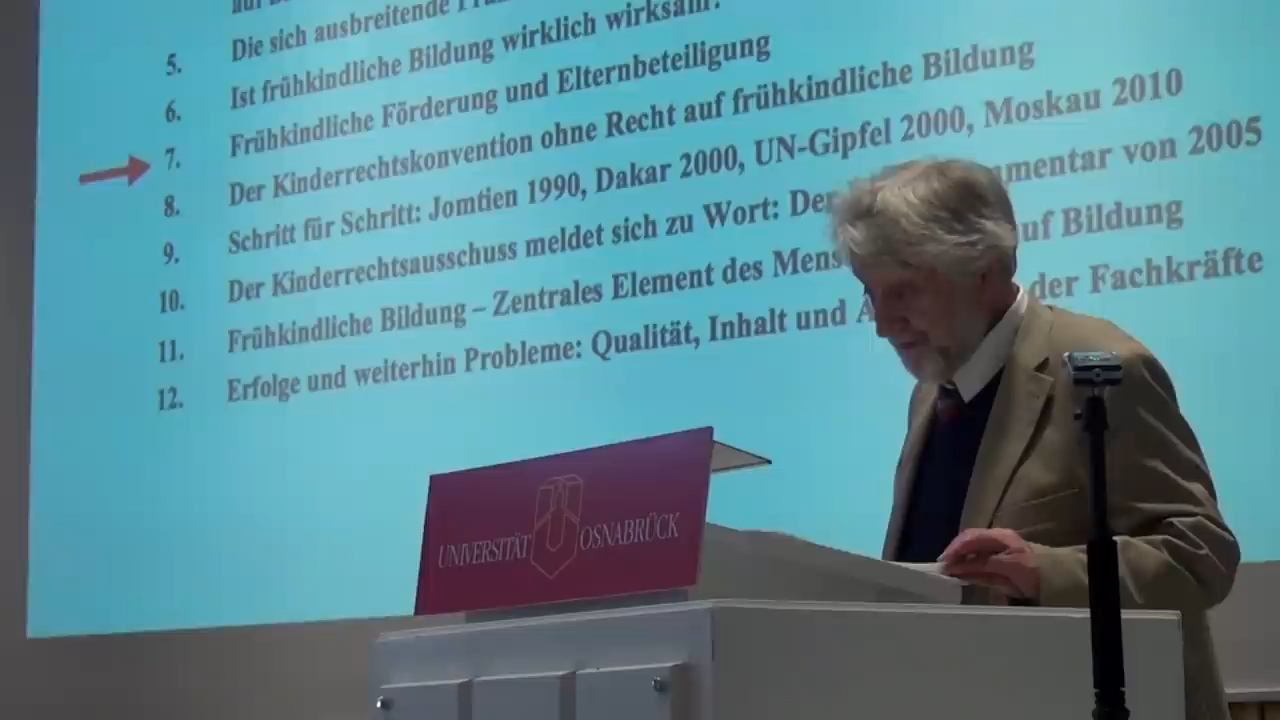 5. Die sich ausbreitende
6. Ist frühkindliche Bildung wirklich wirksam?
7. Frühkindliche Förderung und Elternbeteiligung
8. Der Kinderrechtskonvention ohne Recht auf frühkindliche Bildung
9. Schritt für Schritt: Jomtien 1990, Dakar 2000, UN-Gipfel 2000, Moskau 2010
10. Der Kinderrechtsausschuss meldet sich zu Wort: Der von 2005
11. Frühkindliche Bildung – Zentrales Element des Bildung
12. Erfolge und weiterhin Probleme: Qualität, Inhalt und der Fachkräfte
UNIVERSITÄT OSNABRÜCK